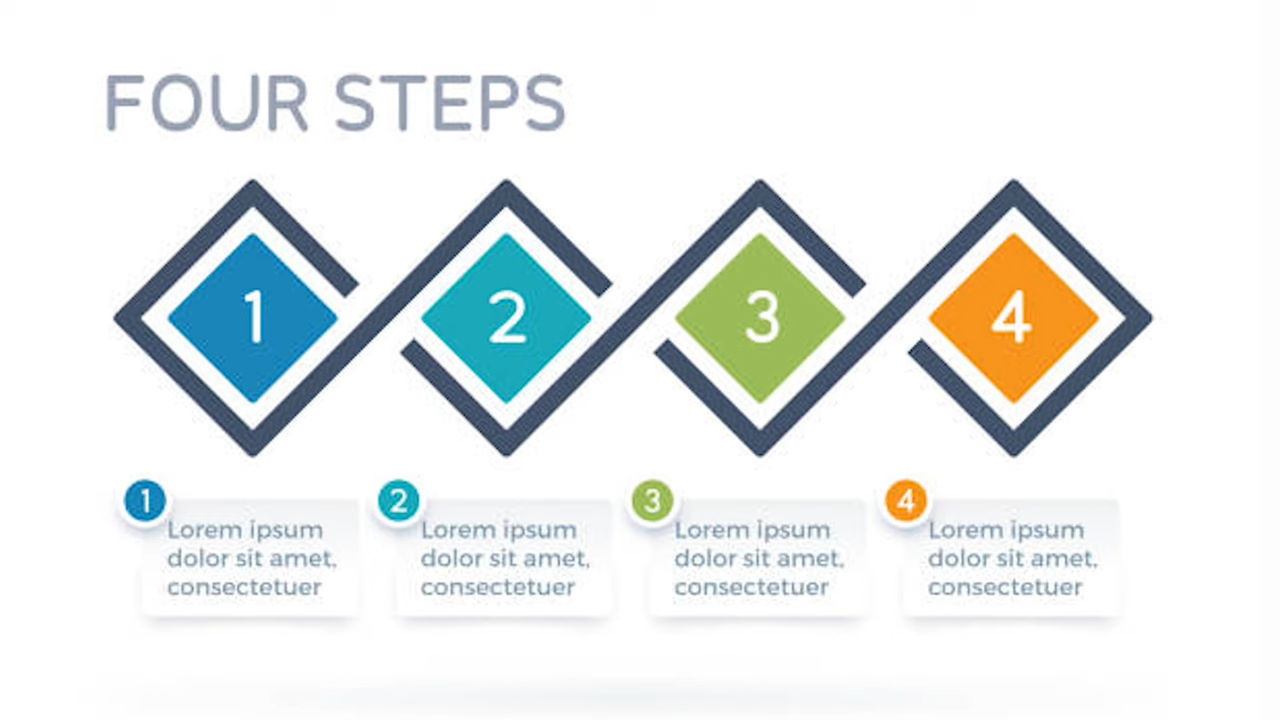 FOUR STEPS
1
2
3
4
1
Lorem ipsum
dolor sit amet,
consectetuer
2
Lorem ipsum
dolor sit amet,
consectetuer
3
Lorem ipsum
dolor sit amet,
consectetuer
4
Lorem ipsum
dolor sit amet,
consectetuer